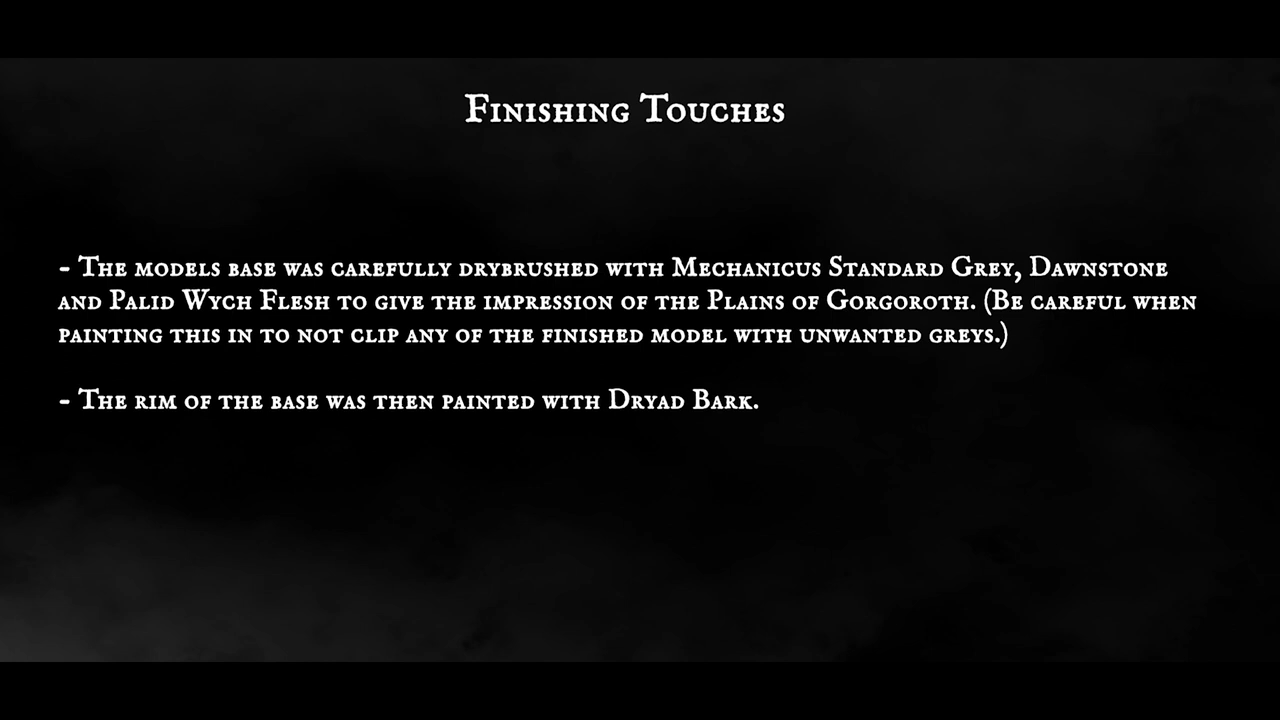 Finishing Touches
- The models base was carefully drybrushed with Mechanicus Standard Grey, Dawnstone
and Palid Wych Flesh to give the impression of the Plains of Gorgoroth. (Be careful when
painting this in to not clip any of the finished model with unwanted greys.)
- The rim of the base was then painted with Dryad Bark.